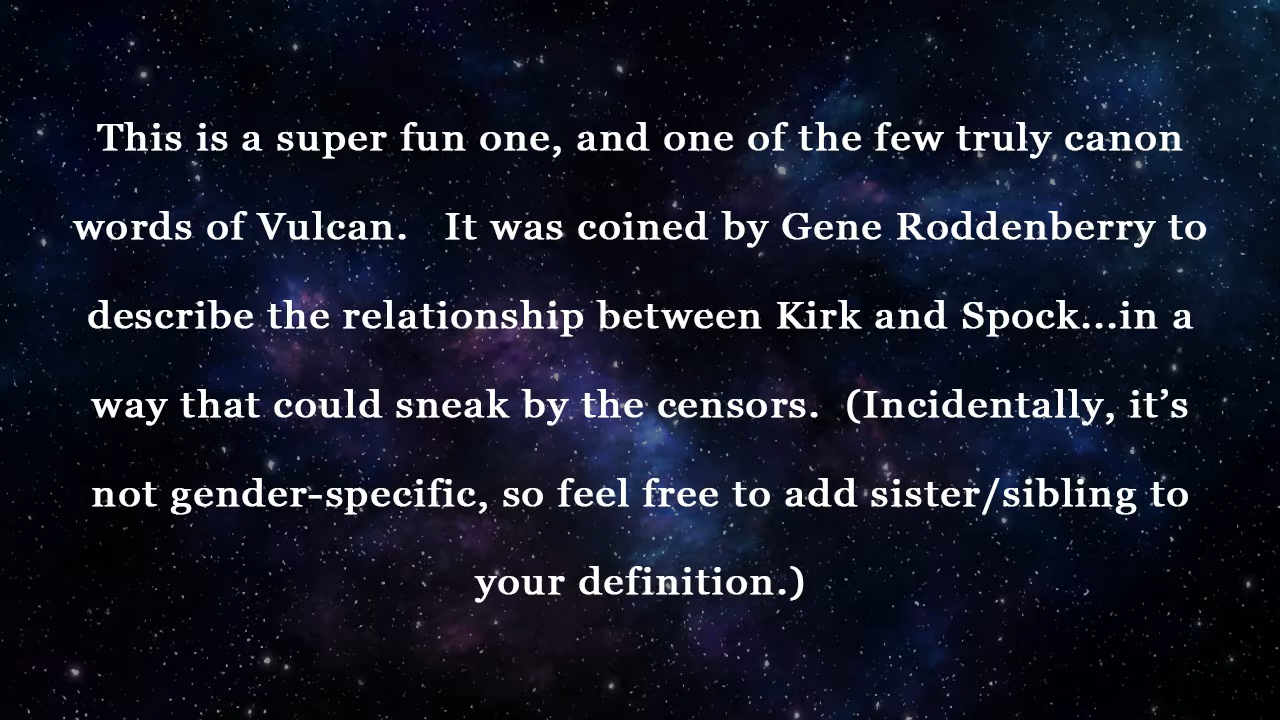 This is a super fun one, and one of the few truly canon
words of Vulcan.   It was coined by Gene Roddenberry to
describe the relationship between Kirk and Spock...in a
way that could sneak by the censors.  (Incidentally, it’s
not gender-specific, so feel free to add sister/sibling to
your definition.)